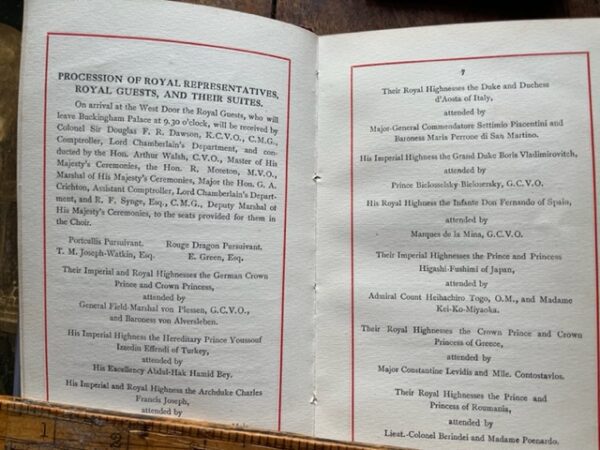 PROCESSION OF ROYAL REPRESENTATIVES,
ROYAL GUESTS, AND THEIR SUITES.
On arrival at the West Door the Royal Guests, who will
leave Buckingham Palace at 9.30 o'clock, will be received by
Colonel Sir Douglas F. R. Dawson, K.C.V.O., C.M.G.,
Comptroller, Lord Chamberlain's Department, and con-
ducted by the Hon. Arthur Walsh, C.V.O., Master of His
Majesty's Ceremonies, the Hon. R. Moreton, M.V.O.,
Marshal of His Majesty's Ceremonies, Major the Hon. G. A.
Crichton, Assistant Comptroller, Lord Chamberlain's Depart-
ment, and R. F. Synge, Esq., C.M.G., Deputy Marshal of
His Majesty's Ceremonies, to the seats provided for them in
the Choir.
Portcullis Pursuivant. Rouge Dragon Pursuivant.
T. M. Joseph-Watkin, Esq. E. Green, Esq.
Their Imperial and Royal Highnesses the German Crown
Prince and Crown Princess,
attended by
General Field-Marshal von Plessen, G.C.V.O.,
and Baroness von Alversleben.
His Imperial Highness the Hereditary Prince Youssouf
Izzedin Effendi of Turkey,
attended by
His Excellency Abdul-Hak Hamid Bey.
His Imperial and Royal Highness the Archduke Charles
Francis Joseph,
attended by
7
Their Royal Highnesses the Duke and Duchess
d'Aosta of Italy,
attended by
Major-General Commendatore Settimio Piacentini and
Baroness Maria Perrone di San Martino.
His Imperial Highness the Grand Duke Boris Vladimirovitch,
attended by
Prince Bielosselsky Bielozersky, G.C.V.O.
His Royal Highness the Infante Don Fernando of Spain,
attended by
Marques de la Mina, G.C.V.O.
Their Imperial Highnesses the Prince and Princess
Higashi-Fushimi of Japan,
attended by
Admiral Count Heihachiro Togo, O.M., and Madame
Kei-Ko-Miyaoka.
Their Royal Highnesses the Crown Prince and Crown
Princess of Greece,
attended by
Major Constantine Levidis and Mlle. Contostavlos.
Their Royal Highnesses the Prince and
Princess of Roumania,
attended by
Lieut.-Colonel Berindei and Madame Poenardo.
1